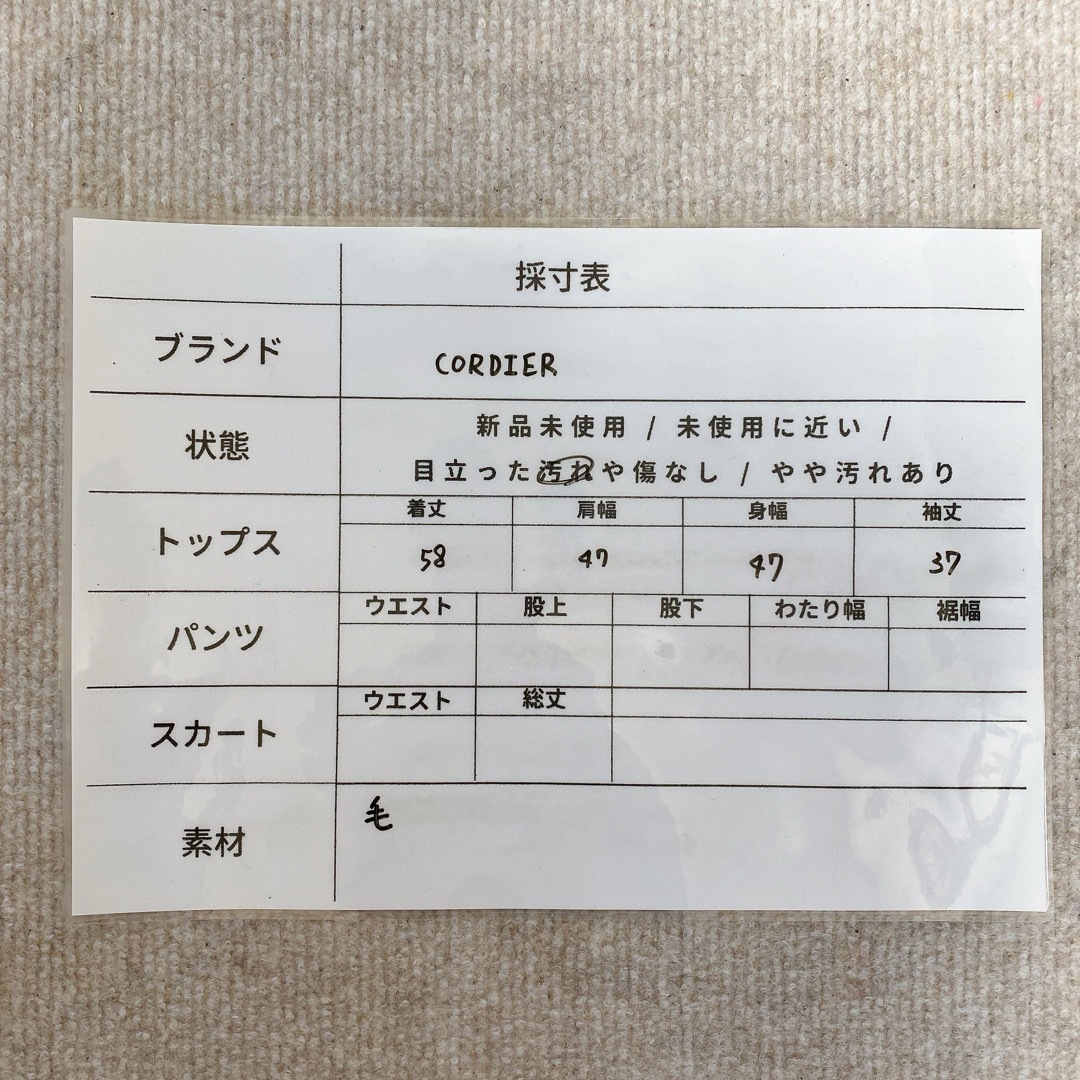 採寸表
ブランド
CORDIER
状態
新品未使用 / 未使用に近い /
目立った汚れや傷なし / やや汚れあり
トップス
着丈 肩幅 身幅 袖丈
58 47 47 37
パンツ
ウエスト 股上 股下 わたり幅 裾幅
スカート
ウエスト 総丈
素材
毛